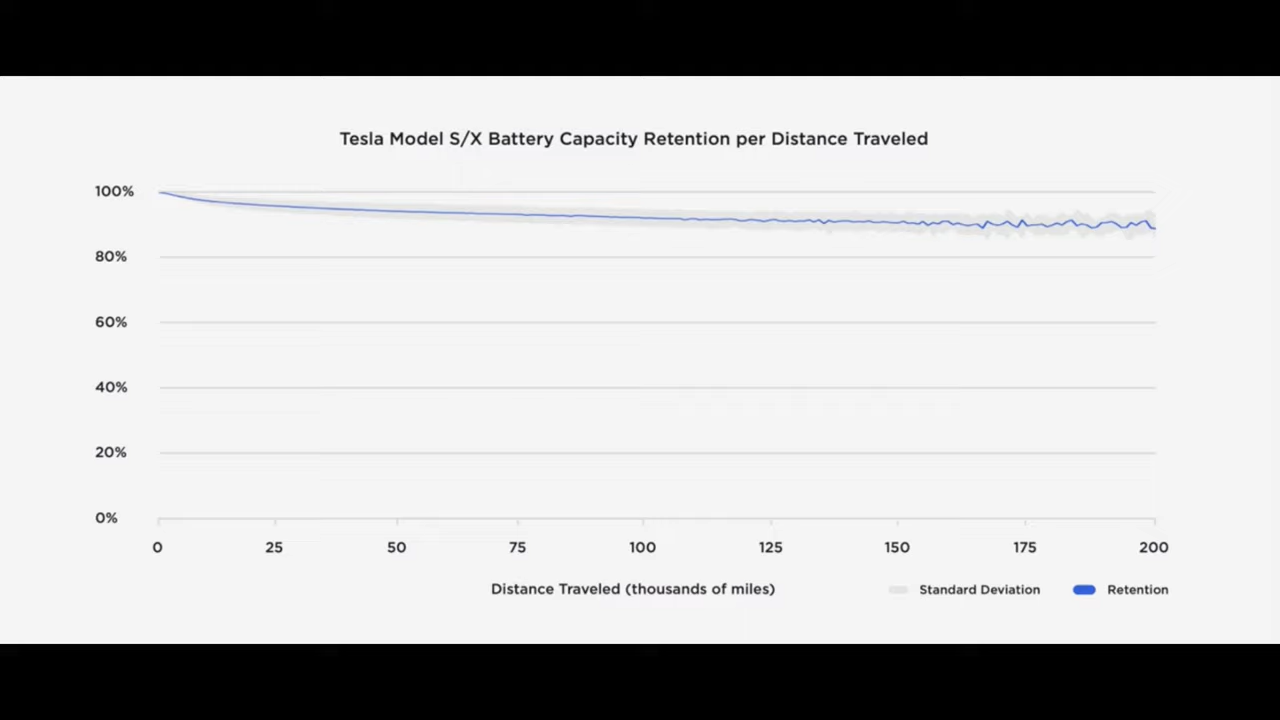 Tesla Model S/X Battery Capacity Retention per Distance Traveled
100%
80%
60%
40%
20%
0%
0 25 50 75 100 125 150 175 200
Distance Traveled (thousands of miles)
Standard Deviation
Retention